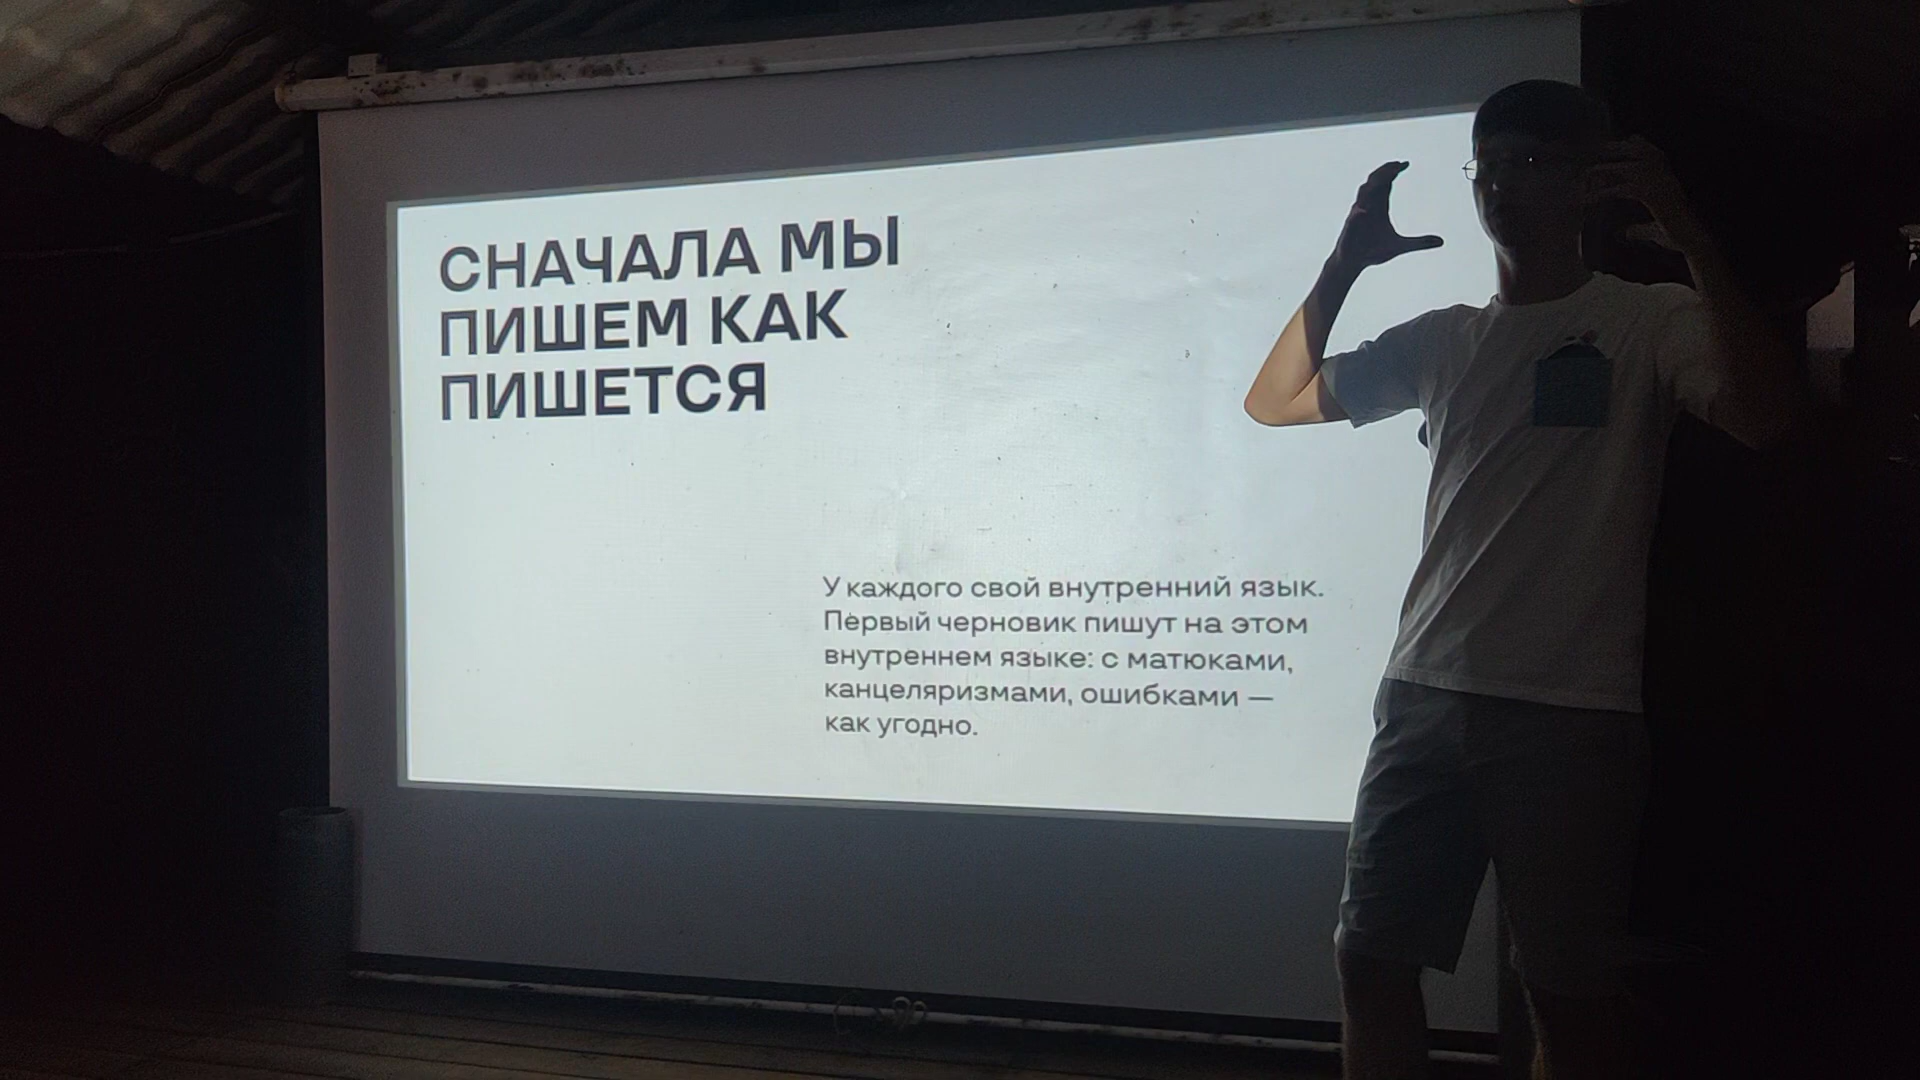 СНАЧАЛА МЫ
ПИШЕМ КАК
ПИШЕТСЯ
У каждого свой внутренний язык.
Первый черновик пишут на этом
внутреннем языке: с матюками,
канцеляризмами, ошибками —
как угодно.